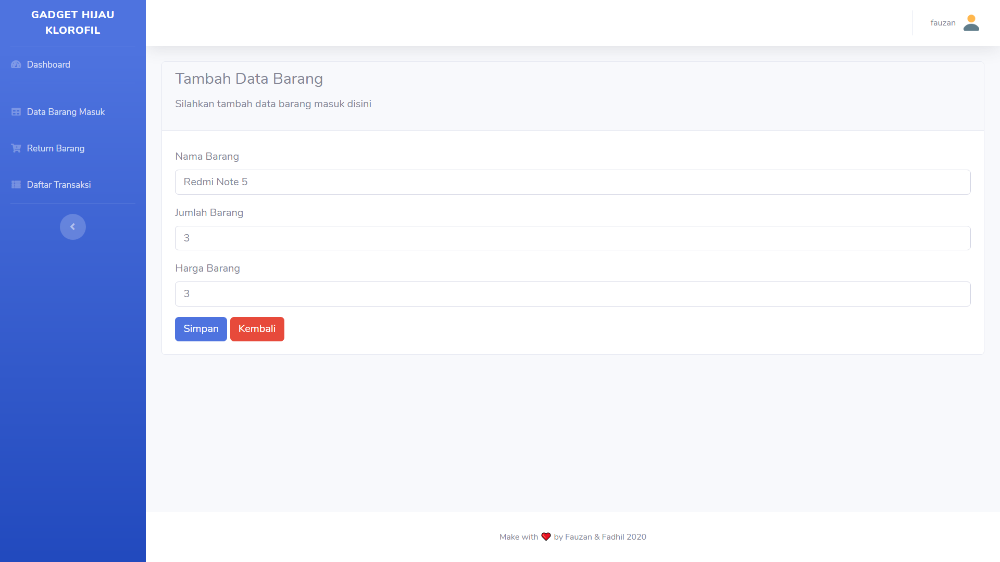 GADGET HIJAU
KLOROFIL
Dashboard
Data Barang Masuk
Return Barang
Daftar Transaksi
fauzan
Tambah Data Barang
Silahkan tambah data barang masuk disini
Nama Barang
Redmi Note 5
Jumlah Barang
3
Harga Barang
3
Simpan Kembali
Make with ❤ by Fauzan & Fadhil 2020